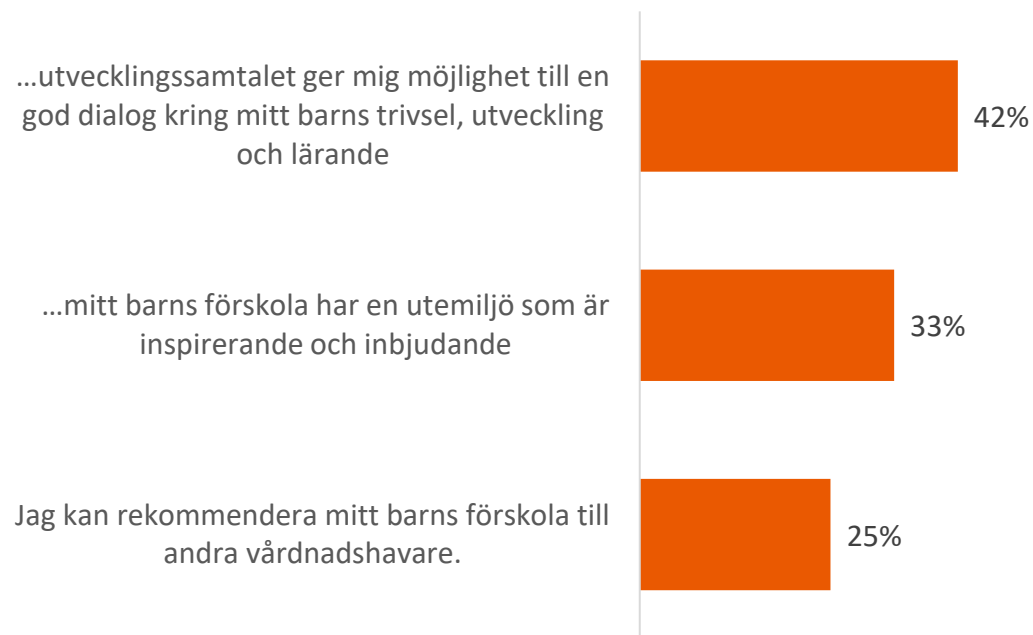 …utvecklingssamtalet ger mig möjlighet till en
god dialog kring mitt barns trivsel, utveckling
och lärande
42%
…mitt barns förskola har en utemiljö som är
inspirerande och inbjudande
33%
Jag kan rekommendera mitt barns förskola till
andra vårdnadshavare.
25%